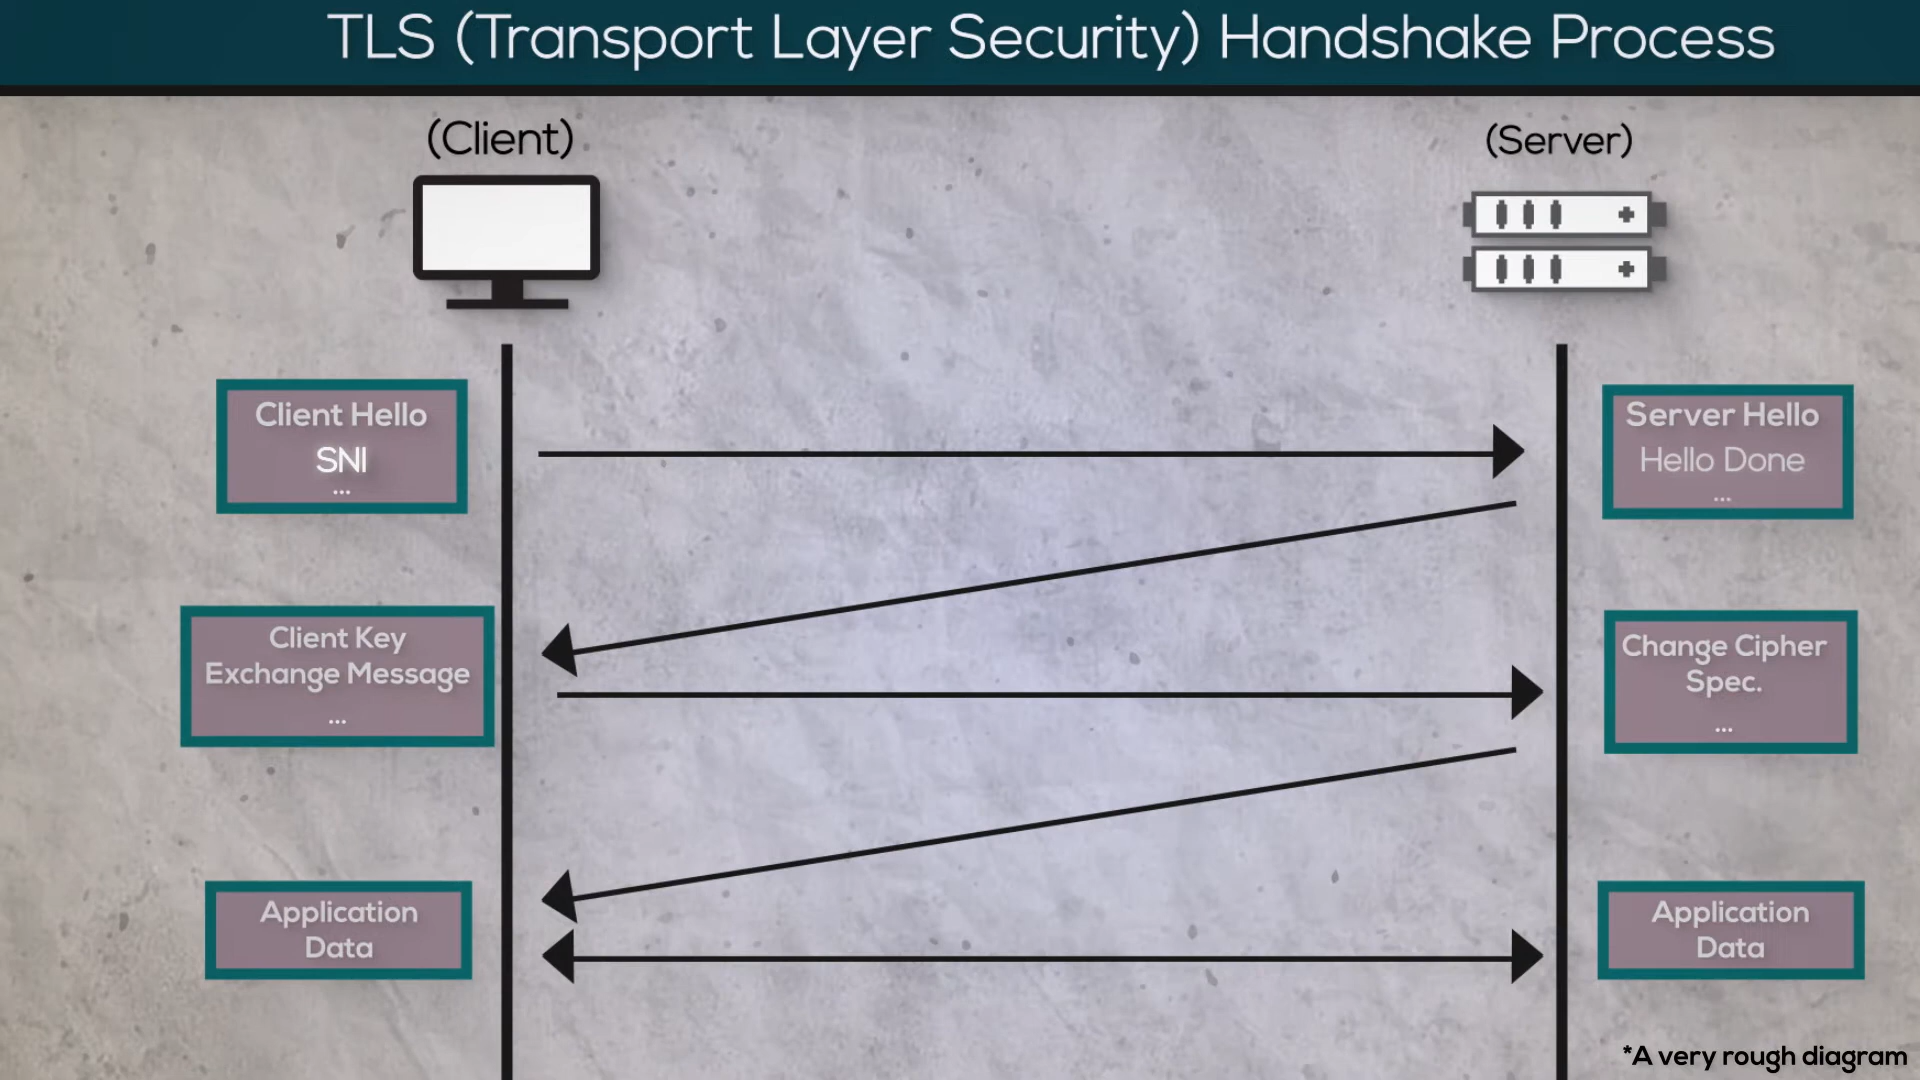 TLS (Transport Layer Security) Handshake Process
(Client)
(Server)
Client Hello
SNI
...
Server Hello
Hello Done
...
Client Key
Exchange Message
...
Change Cipher
Spec.
...
Application
Data
Application
Data
*A very rough diagram